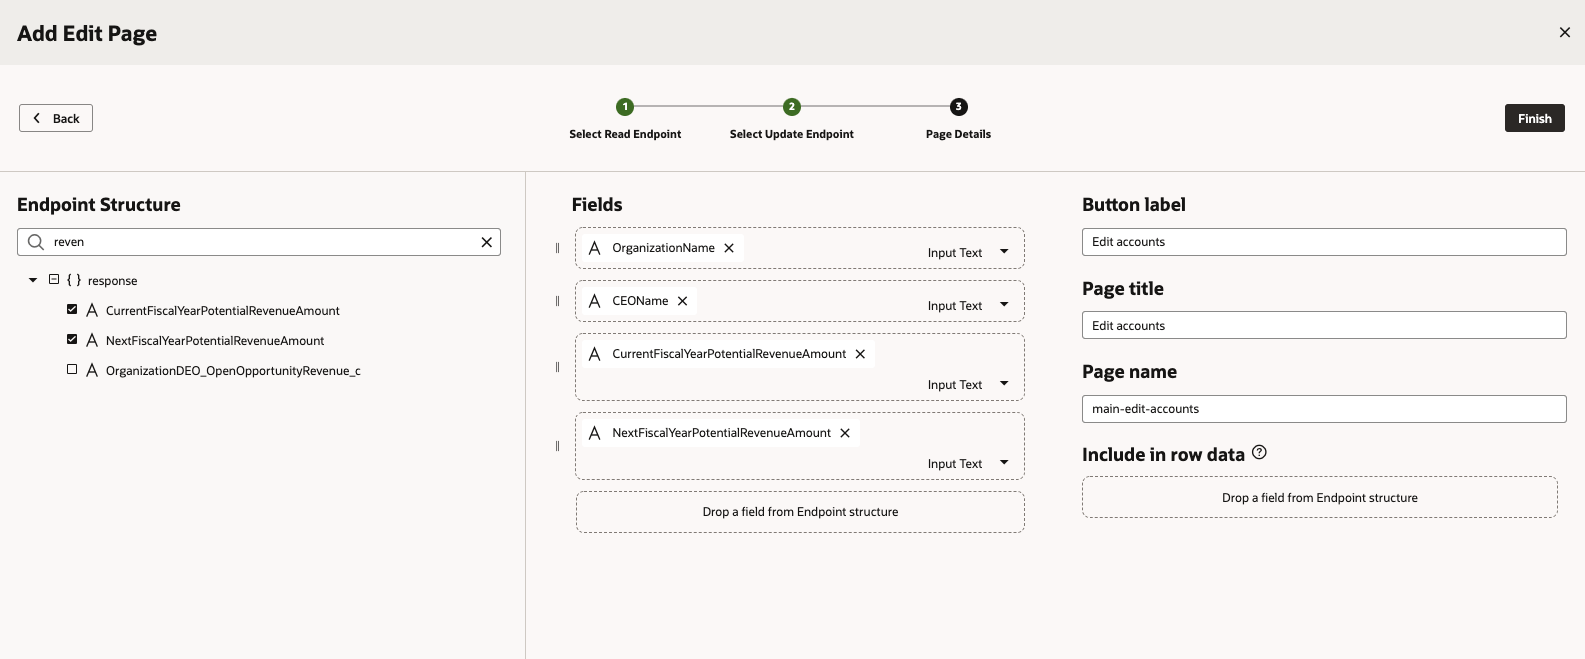 Add Edit Page
Back
1
2
3
Select Read Endpoint
Select Update Endpoint
Page Details
Finish
Endpoint Structure
reven
{ } response
A CurrentFiscalYearPotentialRevenueAmount
A NextFiscalYearPotentialRevenueAmount
A OrganizationDEO_OpenOpportunityRevenue_c
Fields
A OrganizationName
Input Text
A CEOName
Input Text
A CurrentFiscalYearPotentialRevenueAmount
Input Text
A NextFiscalYearPotentialRevenueAmount
Input Text
Drop a field from Endpoint structure
Button label
Edit accounts
Page title
Edit accounts
Page name
main-edit-accounts
Include in row data ?
Drop a field from Endpoint structure